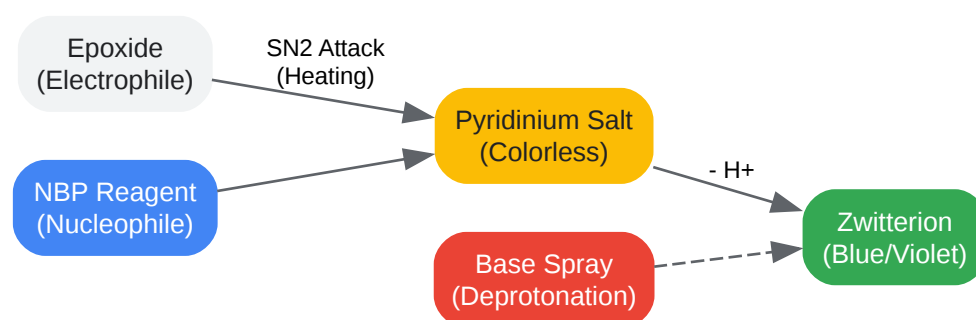 Epoxide
(Electrophile)
SN2 Attack
(Heating)
NBP Reagent
(Nucleophile)
Pyridinium Salt
(Colorless)
- H+
Base Spray
(Deprotonation)
Zwitterion
(Blue/Violet)